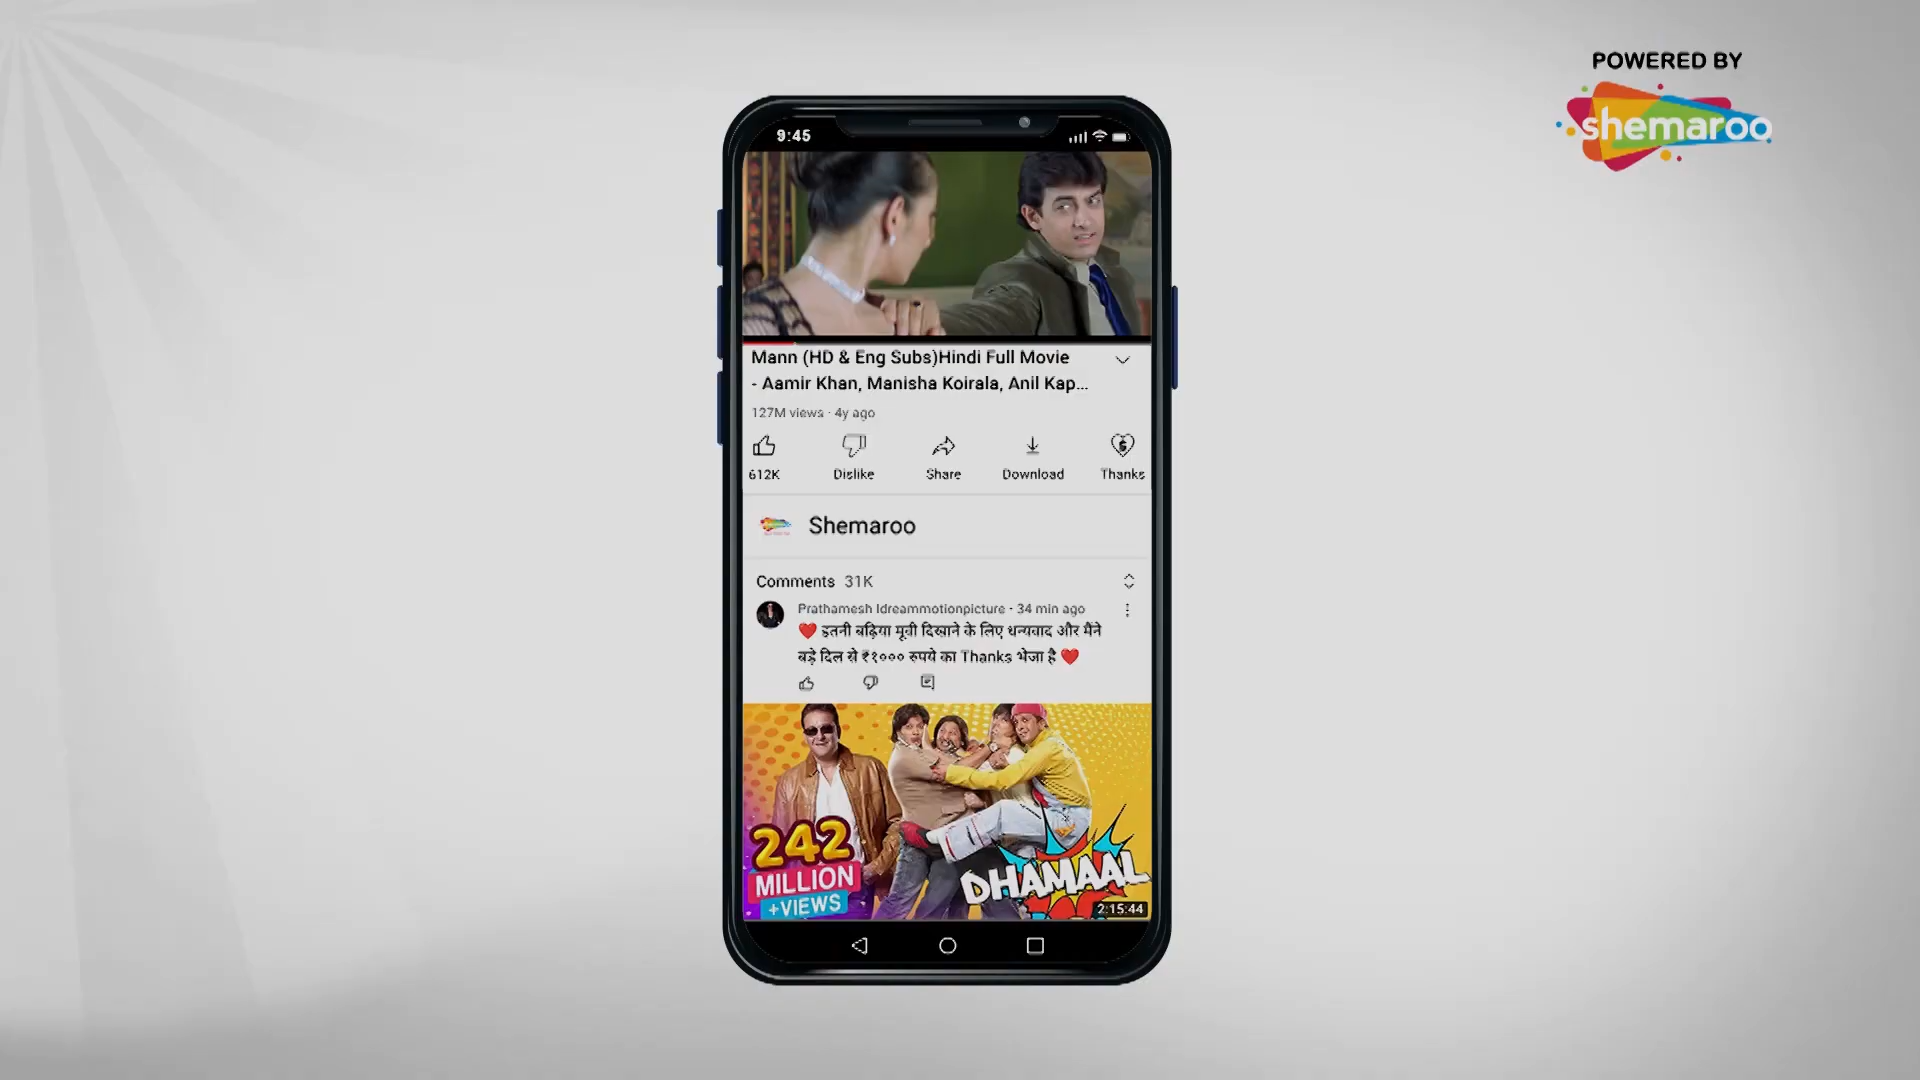 POWERED BY
shemaroo
9:45
Mann (HD & Eng Subs)Hindi Full Movie
- Aamir Khan, Manisha Koirala, Anil Kap...
127M views · 4y ago
612K Dislike Share Download Thanks
Shemaroo
Comments 31K
Prathamesh Idreammotionpicture · 34 min ago
❤️ इतनी बढ़िया मूवी दिखाने के लिए धन्यवाद और मैंने
बड़े दिल से ₹१००० रुपये का Thanks भेजा है ❤️
242
MILLION
+VIEWS
DHAMAAL
2:15:44